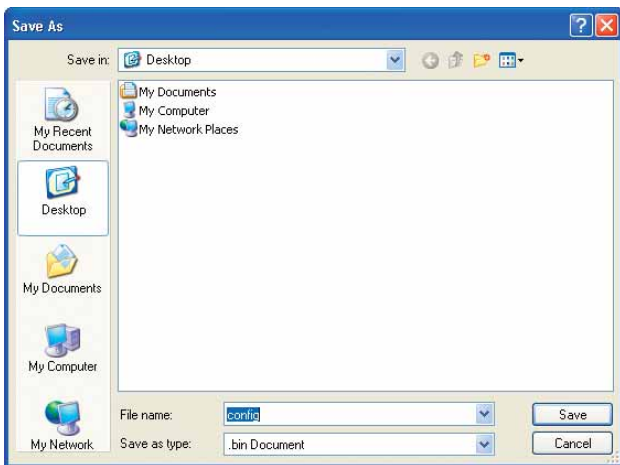 Save As
Save in:
Desktop
My Documents
My Computer
My Network Places
My Recent
Documents
Desktop
My Documents
My Computer
My Network
File name:
config
Save
Save as type:
.bin Document
Cancel